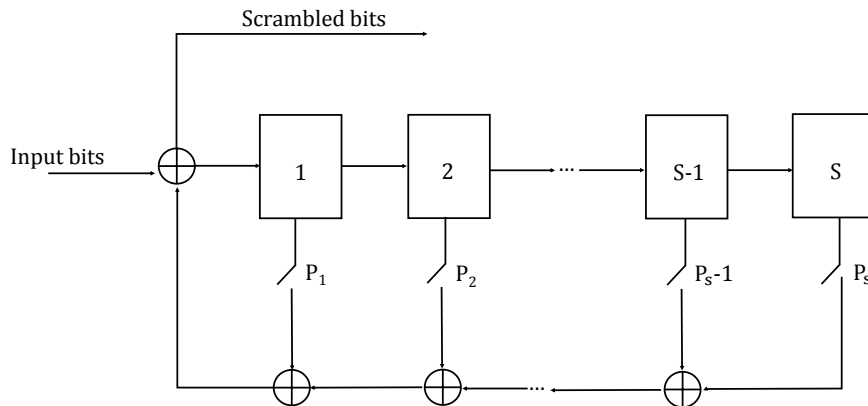 Scrambled bits
Input bits
1
2
...
S-1
S
P₁
P₂
Pₛ-1
Pₛ
...